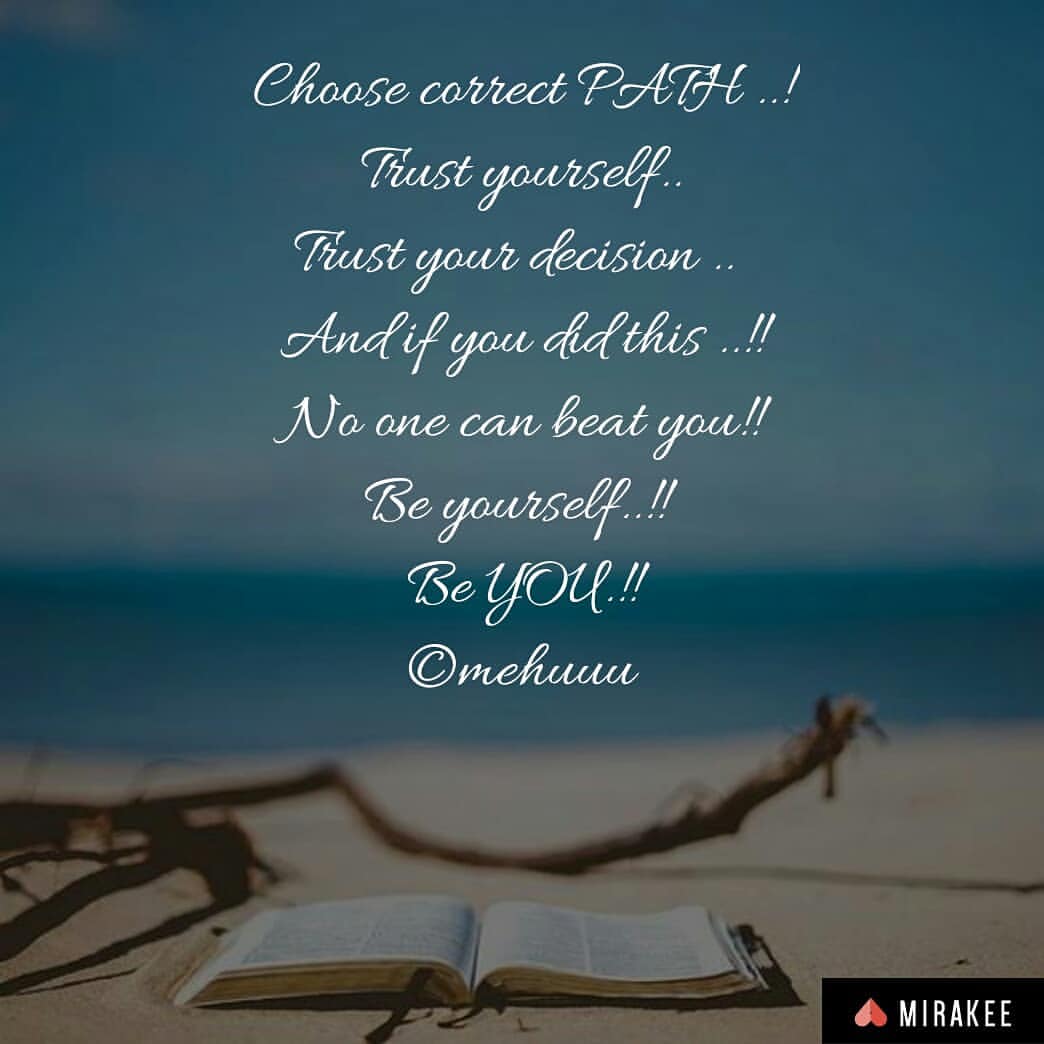 Choose correct PATH ..!
Trust yourself..
Trust your decision ..
And if you did this ..!!
No one can beat you!!
Be yourself..!!
Be YOU.!!
©mehuuu
MIRAKEE